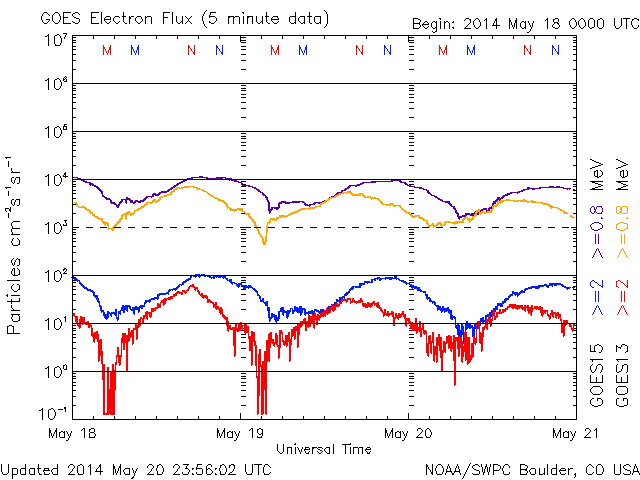 GOES Electron Flux (5 minute data)
Begin: 2014 May 18 0000 UTC
M M N N M M N N M M N N
10⁷
10⁶
10⁵
10⁴
10³
10²
10¹
10⁰
10⁻¹
Particles cm⁻²s⁻¹sr⁻¹
May 18 May 19 May 20 May 21
Universal Time
GOES15 >=2 >=0.8 MeV
GOES13 >=2 >=0.8 MeV
Updated 2014 May 20 23:56:02 UTC
NOAA/SWPC Boulder, CO USA